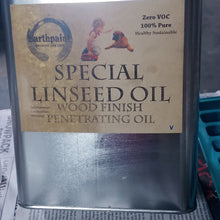 earthpaint
Zero VOC
100% Pure
Healthy Sustainable
SPECIAL
LINSEED OIL
WOOD FINISH
PENETRATING OIL
V